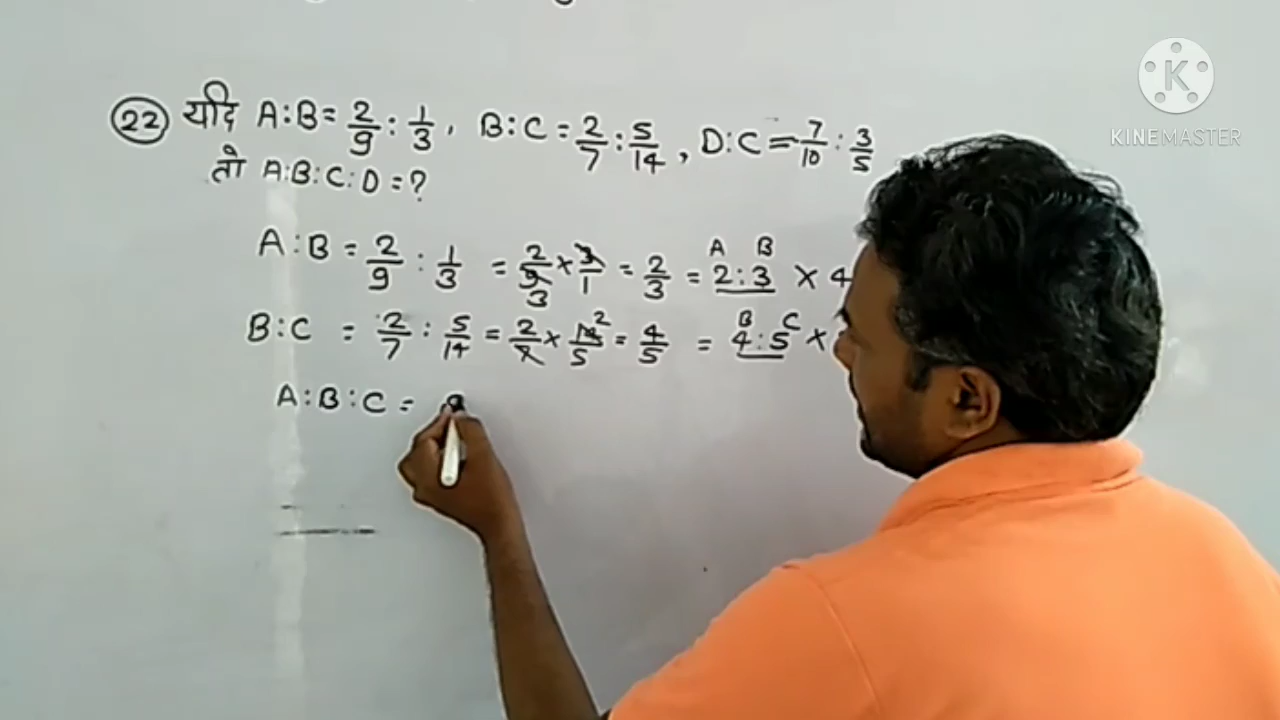 K
KINEMASTER
22 यदि A:B=2/9:1/3, B:C=2/7:5/14, D:C=7/10:3/5
तो A:B:C:D=?
A:B=2/9:1/3=2/9×3/1=2/3=2:3×4
3
A B
B:C=2/7:5/14=2/7×14/5=4/5=4:5×
2
B C
A:B:C=